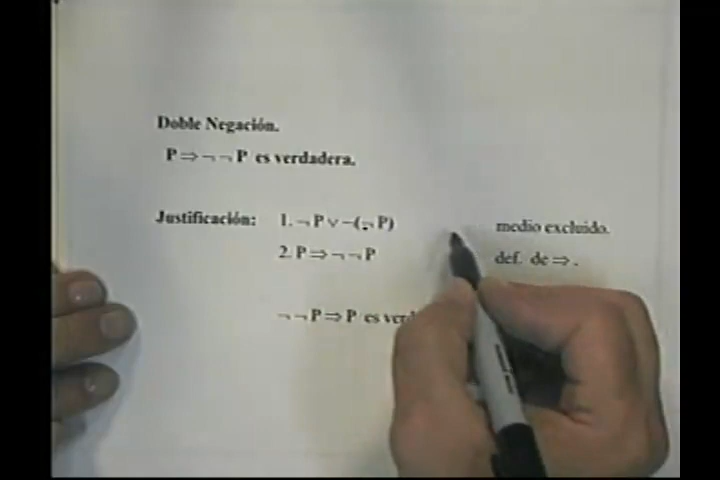 Doble Negación.
P ⇒ ¬ ¬ P es verdadera.
Justificación: 1. ¬ P ∨ ¬(¬ P) medio excluido.
2. P ⇒ ¬ ¬ P def. de ⇒ .
¬ ¬ P ⇒ P es